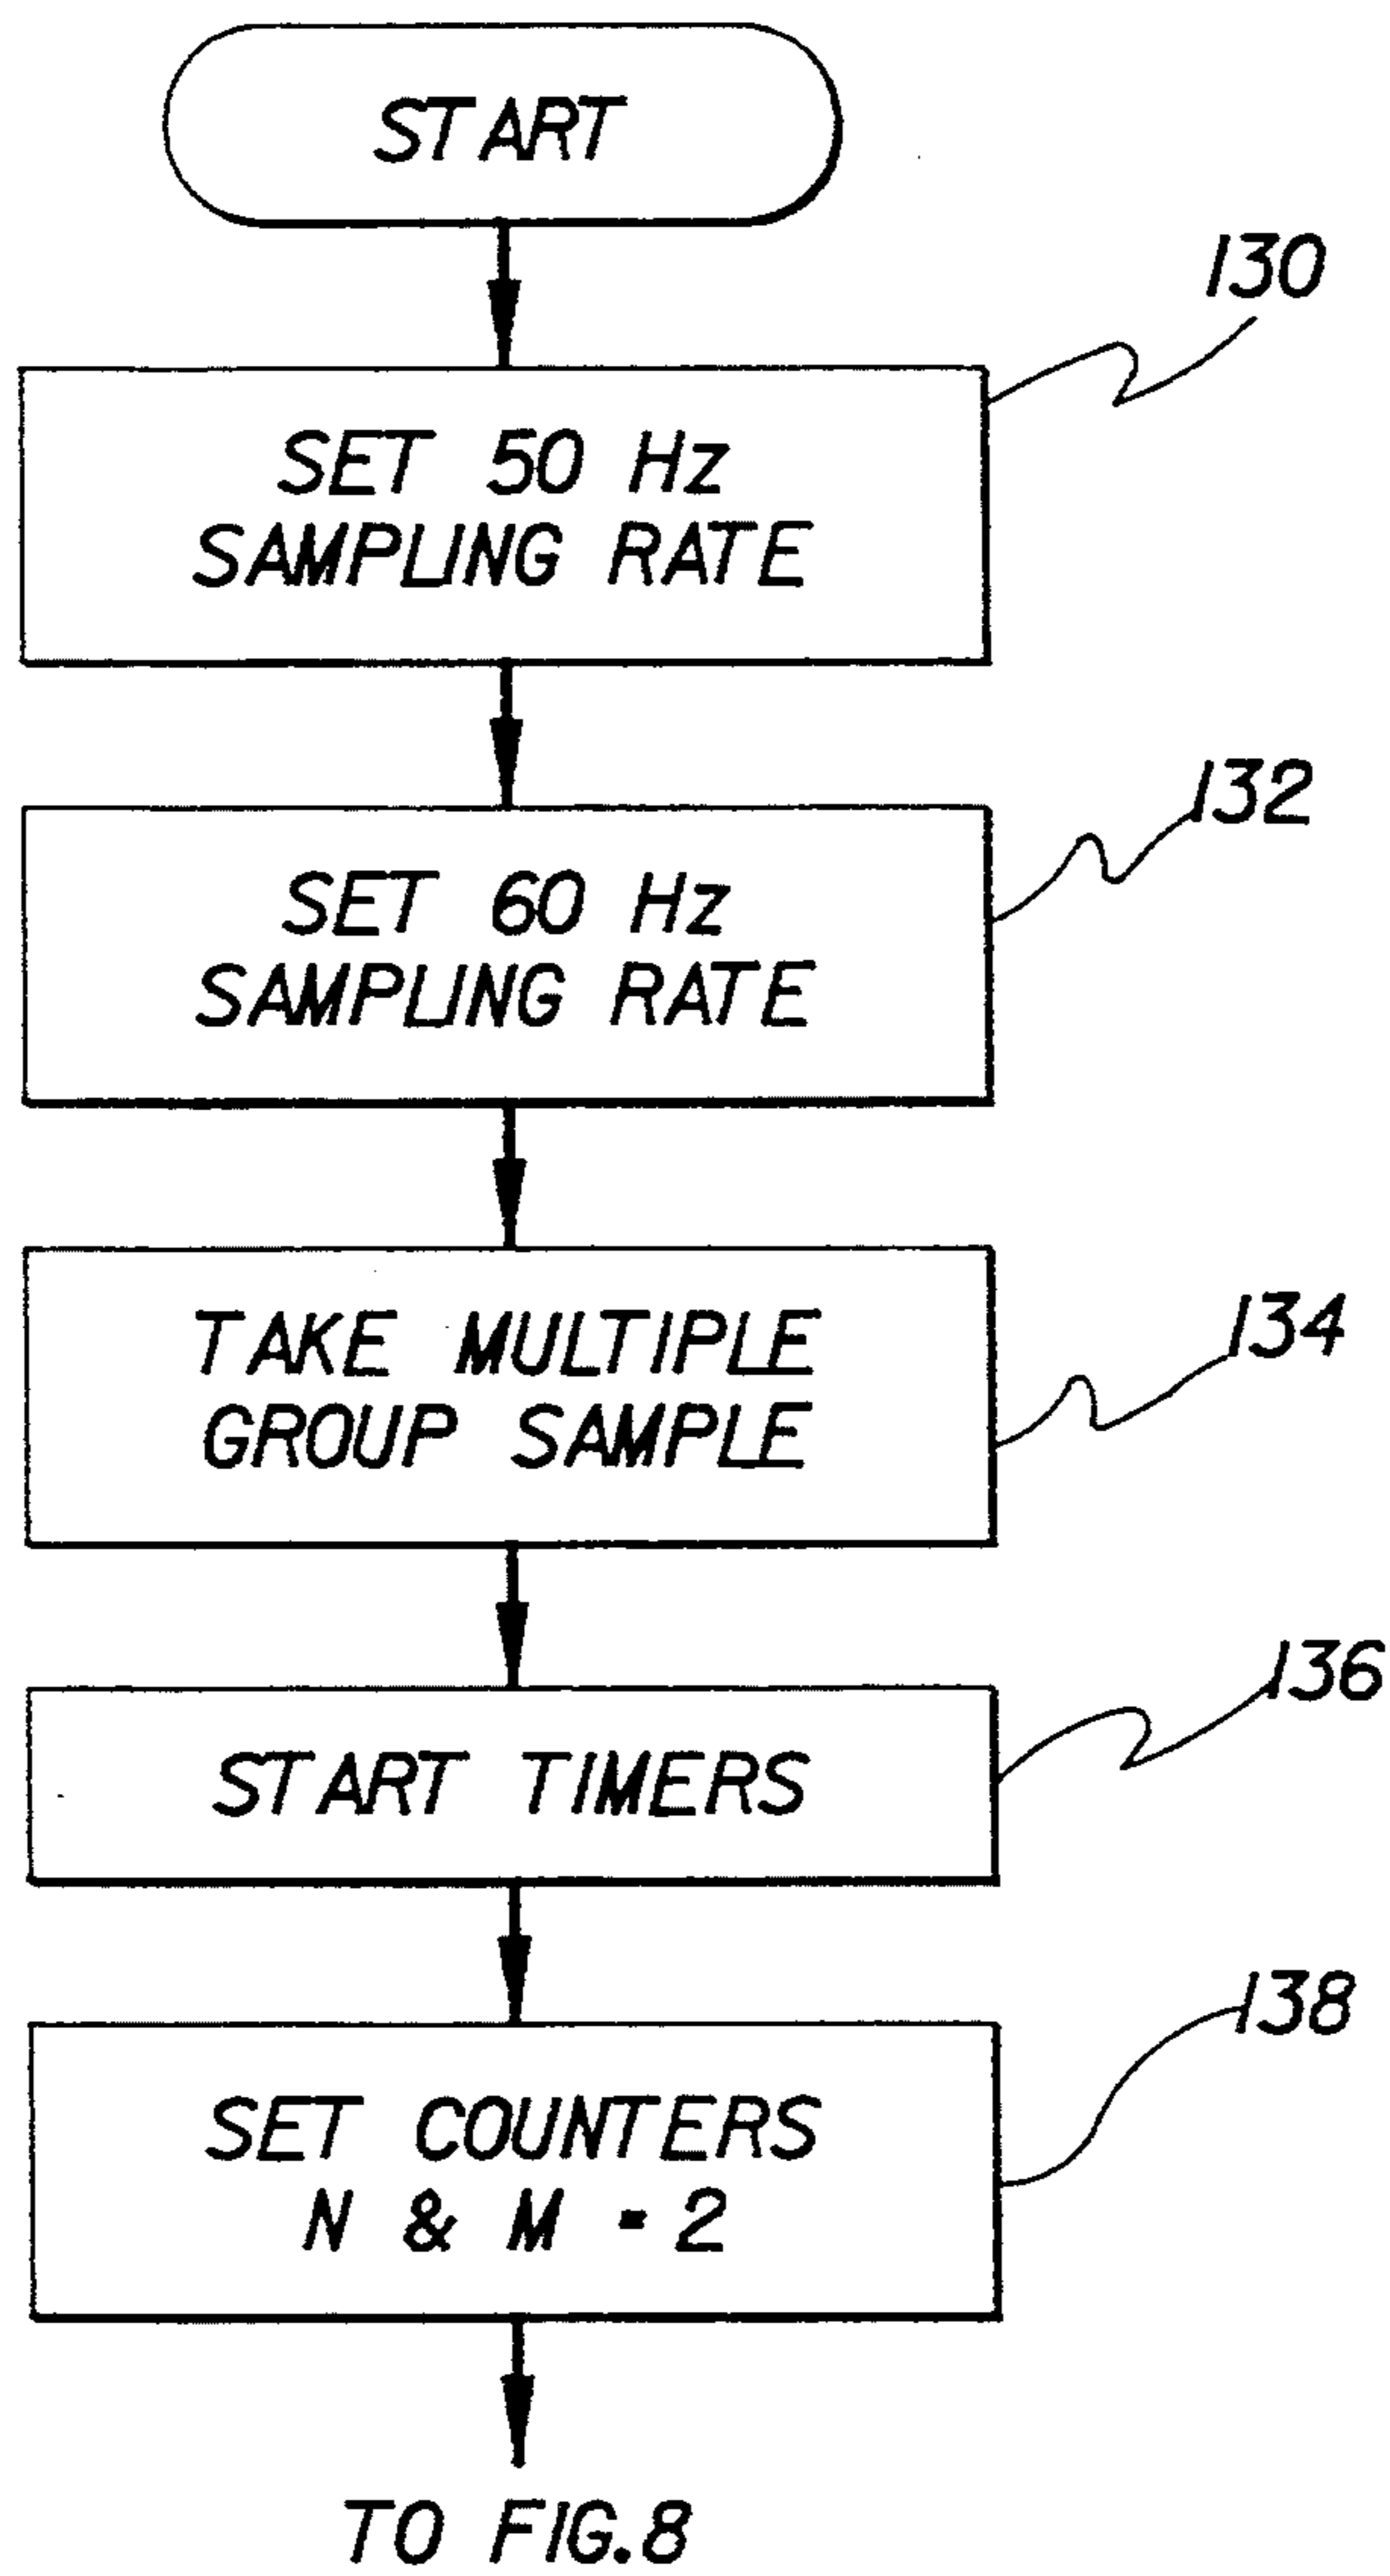 START
130
SET 50 Hz
SAMPLING RATE
132
SET 60 Hz
SAMPLING RATE
134
TAKE MULTIPLE
GROUP SAMPLE
136
START TIMERS
138
SET COUNTERS
N & M = 2
TO FIG.8